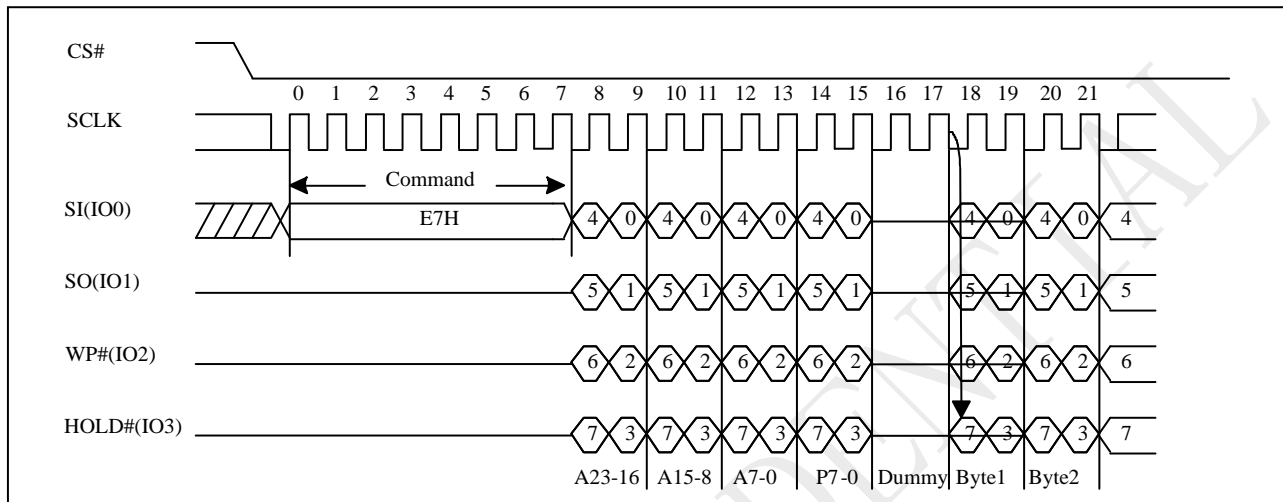 CS#
0 1 2 3 4 5 6 7 8 9 10 11 12 13 14 15 16 17 18 19 20 21
SCLK
Command
SI(IO0) E7H 4 0 4 0 4 0 4 0 4 0 4 0 4
SO(IO1) 5 1 5 1 5 1 5 1 5 1 5 1 5
WP#(IO2) 6 2 6 2 6 2 6 2 6 2 6 2 6
HOLD#(IO3) 7 3 7 3 7 3 7 3 7 3 7 3 7
A23-16 A15-8 A7-0 P7-0 Dummy Byte1 Byte2
DENTIAL